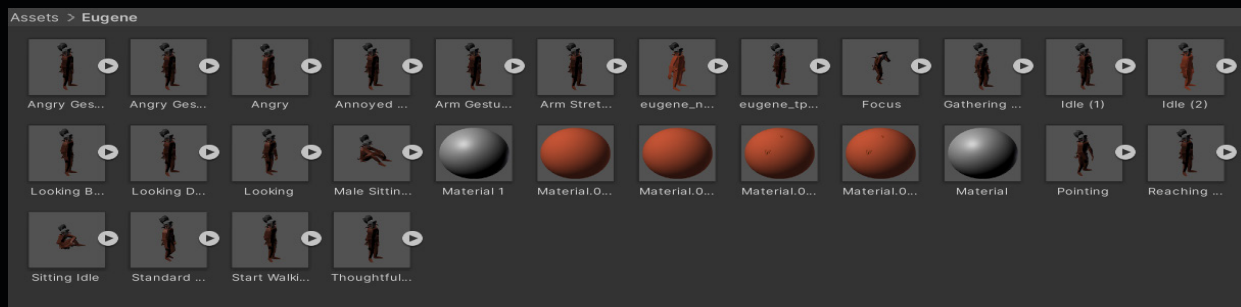 Assets > Eugene
Angry Ges... Angry Ges... Angry Annoyed ... Arm Gestu... Arm Stret... eugene_n... eugene_tp... Focus Gathering ... Idle (1) Idle (2)
Looking B... Looking D... Looking Male Sittin... Material 1 Material.0... Material.0... Material.0... Material.0... Material Pointing Reaching ...
Sitting Idle Standard ... Start Walki... Thoughtful...